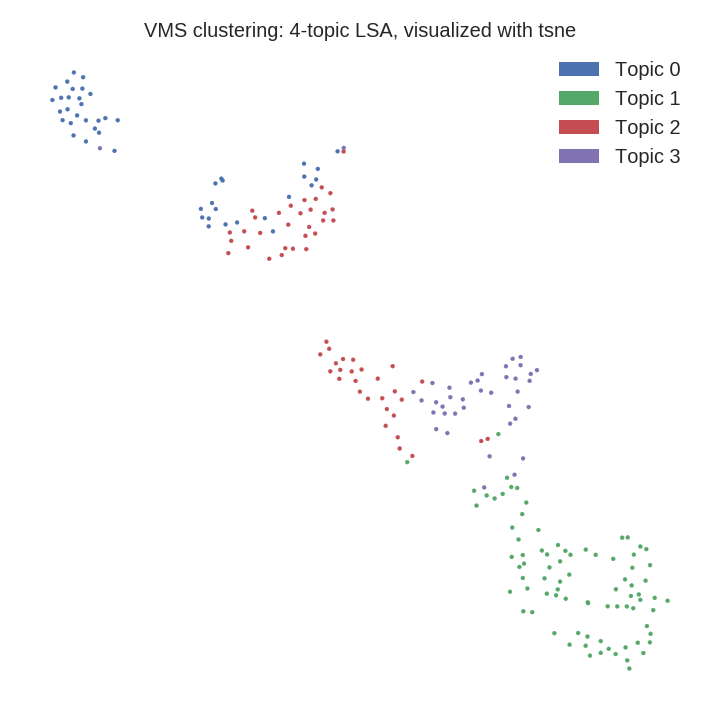 VMS clustering: 4-topic LSA, visualized with tsne
Topic 0
Topic 1
Topic 2
Topic 3